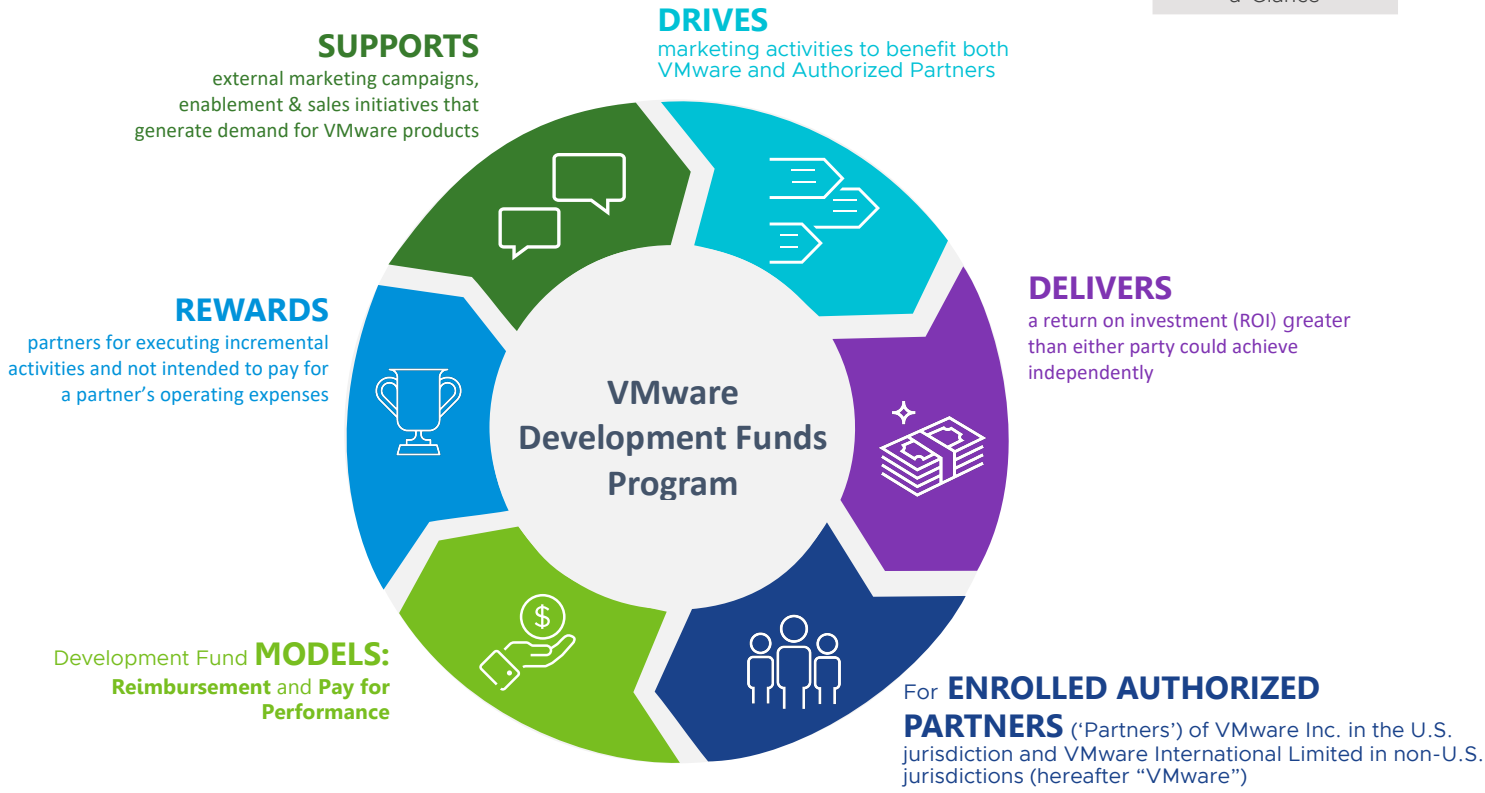 a-Glance
DRIVES
marketing activities to benefit both
VMware and Authorized Partners
SUPPORTS
external marketing campaigns,
enablement & sales initiatives that
generate demand for VMware products
DELIVERS
a return on investment (ROI) greater
than either party could achieve
independently
REWARDS
partners for executing incremental
activities and not intended to pay for
a partner's operating expenses
VMware
Development Funds
Program
$
Development Fund MODELS:
Reimbursement and Pay for
Performance
For ENROLLED AUTHORIZED
PARTNERS (‘Partners’) of VMware Inc. in the U.S.
jurisdiction and VMware International Limited in non-U.S.
jurisdictions (hereafter “VMware”)